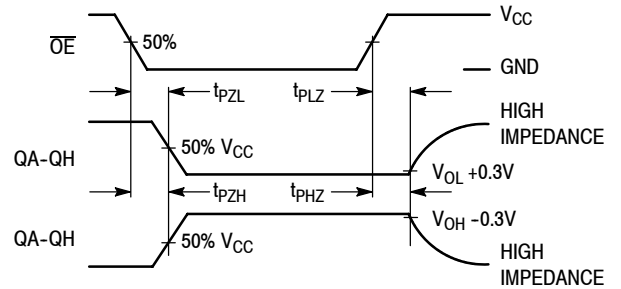 V_CC
OE
50%
GND
t_PZL
t_PLZ
HIGH
IMPEDANCE
QA-QH
50% V_CC
V_OL +0.3V
t_PZH
t_PHZ
V_OH -0.3V
QA-QH
50% V_CC
HIGH
IMPEDANCE